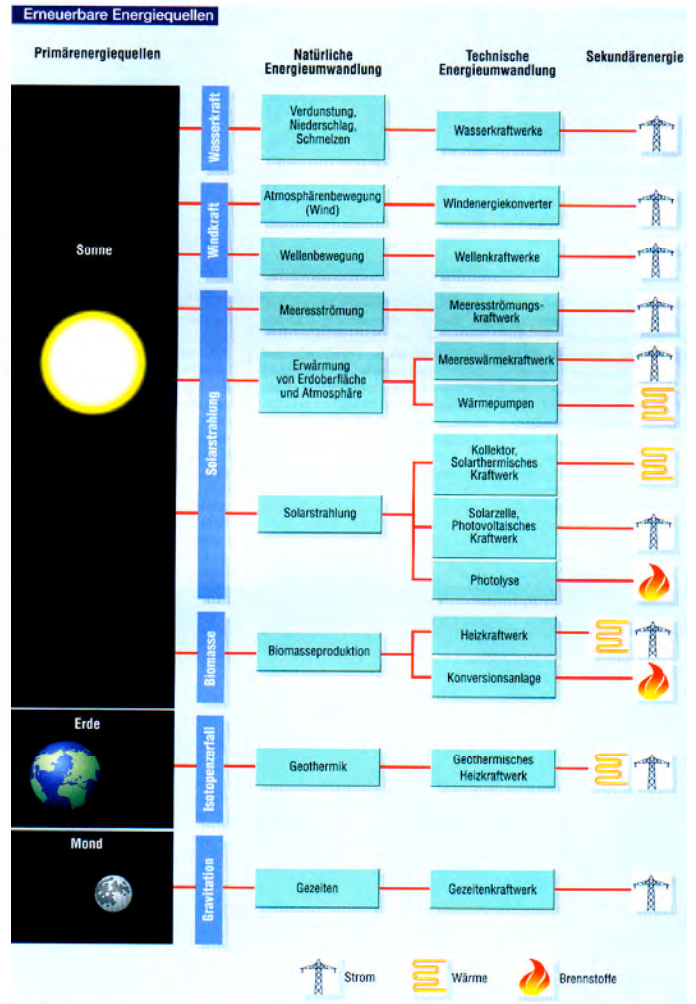 Erneuerbare Energiequellen
Primärenergiequellen
Natürliche
Energieumwandlung
Technische
Energieumwandlung
Sekundärenergie
Sonne
Wasserkraft
Verdunstung,
Niederschlag,
Schmelzen
Wasserkraftwerke
Windkraft
Atmosphärenbewegung
(Wind)
Windenergiekonverter
Wellenbewegung
Wellenkraftwerke
Solarstrahlung
Meeresströmung
Meeresströmungs-
kraftwerk
Erwärmung
von Erdoberfläche
und Atmosphäre
Meereswärmekraftwerk
Wärmepumpen
Solarstrahlung
Kollektor,
Solarthermisches
Kraftwerk
Solarzelle,
Photovoltaisches
Kraftwerk
Photolyse
Biomasse
Biomasseproduktion
Heizkraftwerk
Konversionsanlage
Erde
Isotopenzerfall
Geothermik
Geothermisches
Heizkraftwerk
Mond
Gravitation
Gezeiten
Gezeitenkraftwerk
Strom
Wärme
Brennstoffe